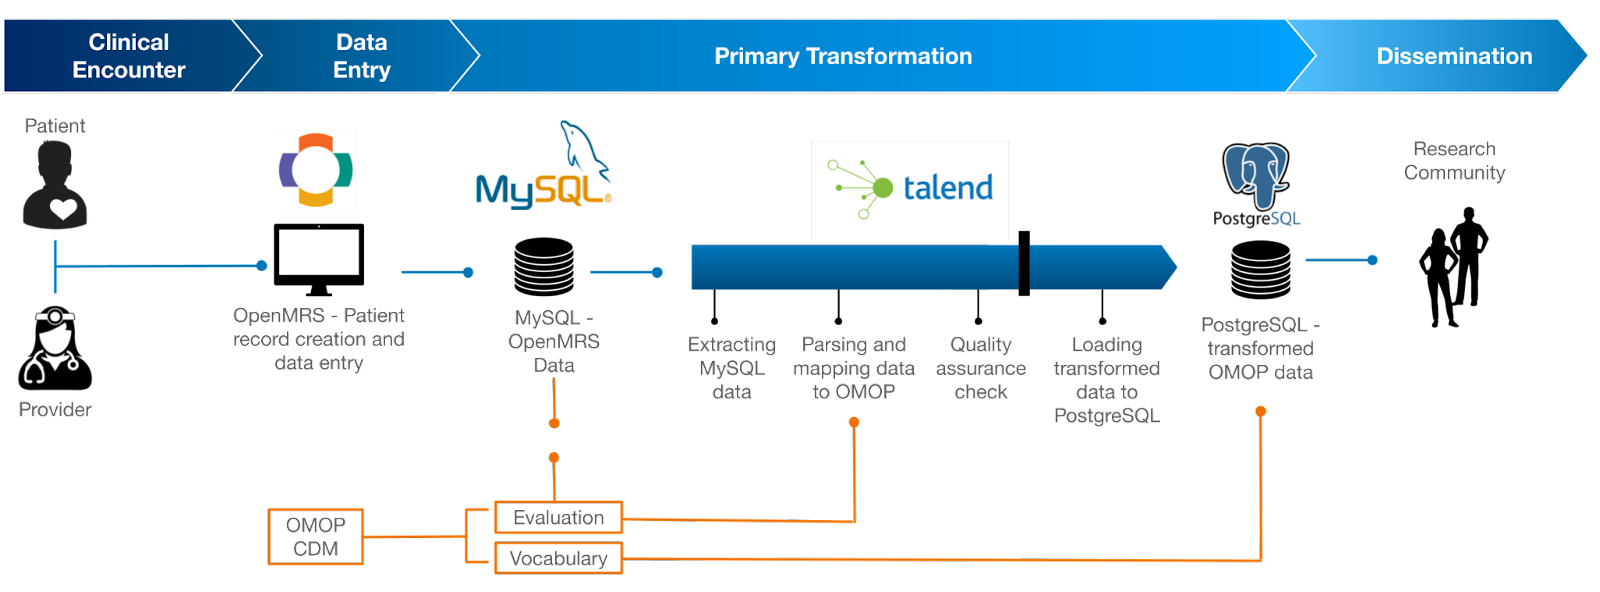 Clinical
Encounter
Data
Entry
Primary Transformation
Dissemination
Patient
Provider
OpenMRS - Patient
record creation and
data entry
MySQL®
MySQL -
OpenMRS
Data
talend
Extracting
MySQL
data
Parsing and
mapping data
to OMOP
Quality
assurance
check
Loading
transformed
data to
PostgreSQL
PostgreSQL
PostgreSQL -
transformed
OMOP data
Research
Community
OMOP
CDM
Evaluation
Vocabulary